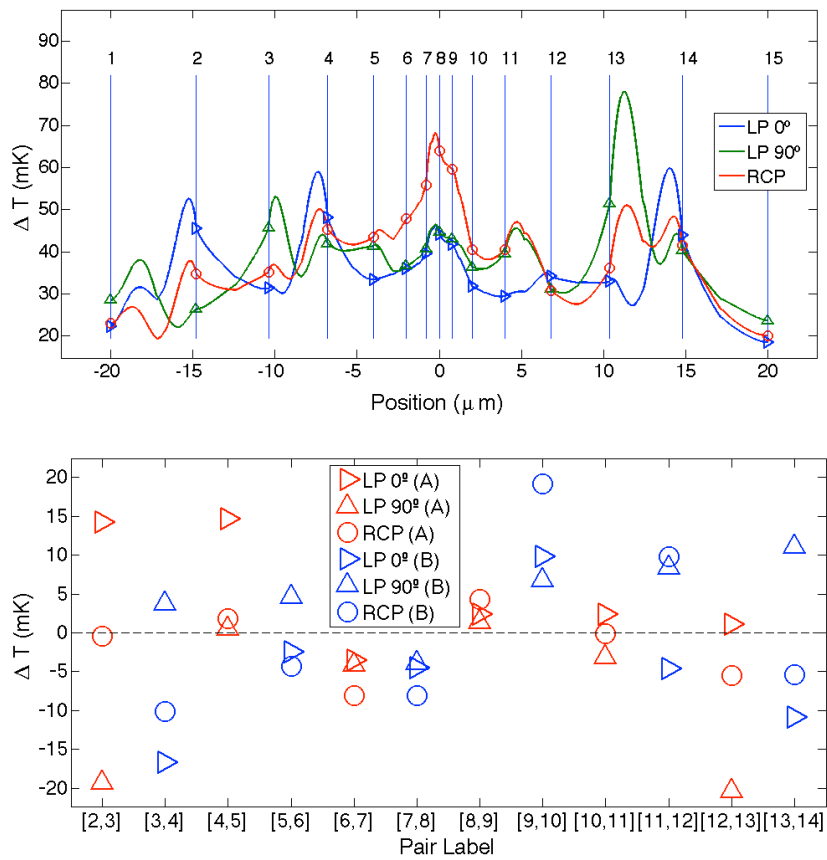 90
80
70
60
50
40
30
20
Δ T (mK)
1 2 3 4 5 6 7 8 9 10 11 12 13 14 15
LP 0º
LP 90º
RCP
-20 -15 -10 -5 0 5 10 15 20
Position (μ m)
20
15
10
5
0
-5
-10
-15
-20
Δ T (mK)
LP 0º (A)
LP 90º (A)
RCP (A)
LP 0º (B)
LP 90º (B)
RCP (B)
[2,3] [3,4] [4,5] [5,6] [6,7] [7,8] [8,9] [9,10] [10,11] [11,12] [12,13] [13,14]
Pair Label